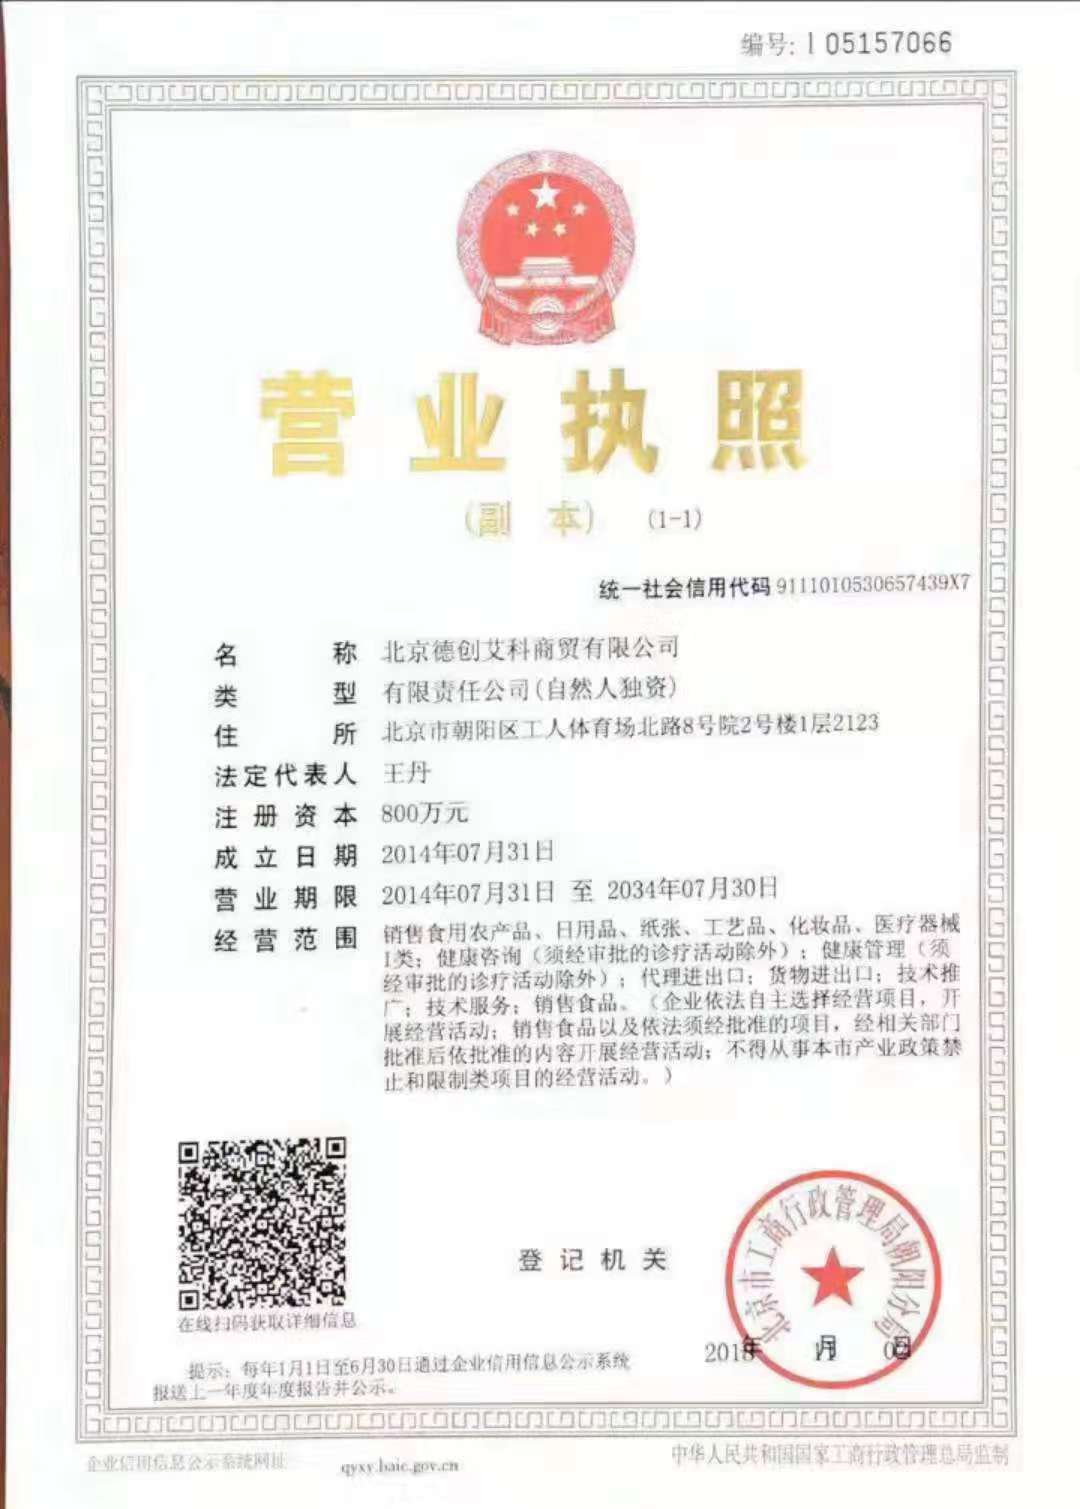 编号: 1 05157066
营业执照
(副 本) (1-1)
统一社会信用代码 9111010530657439X7
名 称 北京德创艾科商贸有限公司
类 型 有限责任公司(自然人独资)
住 所 北京市朝阳区工人体育场北路8号院2号楼1层2123
法定代表人 王丹
注册资本 800万元
成立日期 2014年07月31日
营业期限 2014年07月31日 至 2034年07月30日
经营范围 销售食用农产品、日用品、纸张、工艺品、化妆品、医疗器械
I类；健康咨询（须经审批的诊疗活动除外）；健康管理（须
经审批的诊疗活动除外）；代理进出口；货物进出口；技术推
广；技术服务；销售食品。（企业依法自主选择经营项目，开
展经营活动；销售食品以及依法须经批准的项目，经相关部门
批准后依批准的内容开展经营活动；不得从事本市产业政策禁
止和限制类项目的经营活动。）
在线扫码获取详细信息
登记机关
北京市工商行政管理局朝阳分局
年 11月 日
提示：每年1月1日至6月30日通过企业信用信息公示系统
报送上一年度年度报告并公示。
企业信用信息公示系统网址: qyxy.baic.gov.cn
中华人民共和国国家工商行政管理总局监制